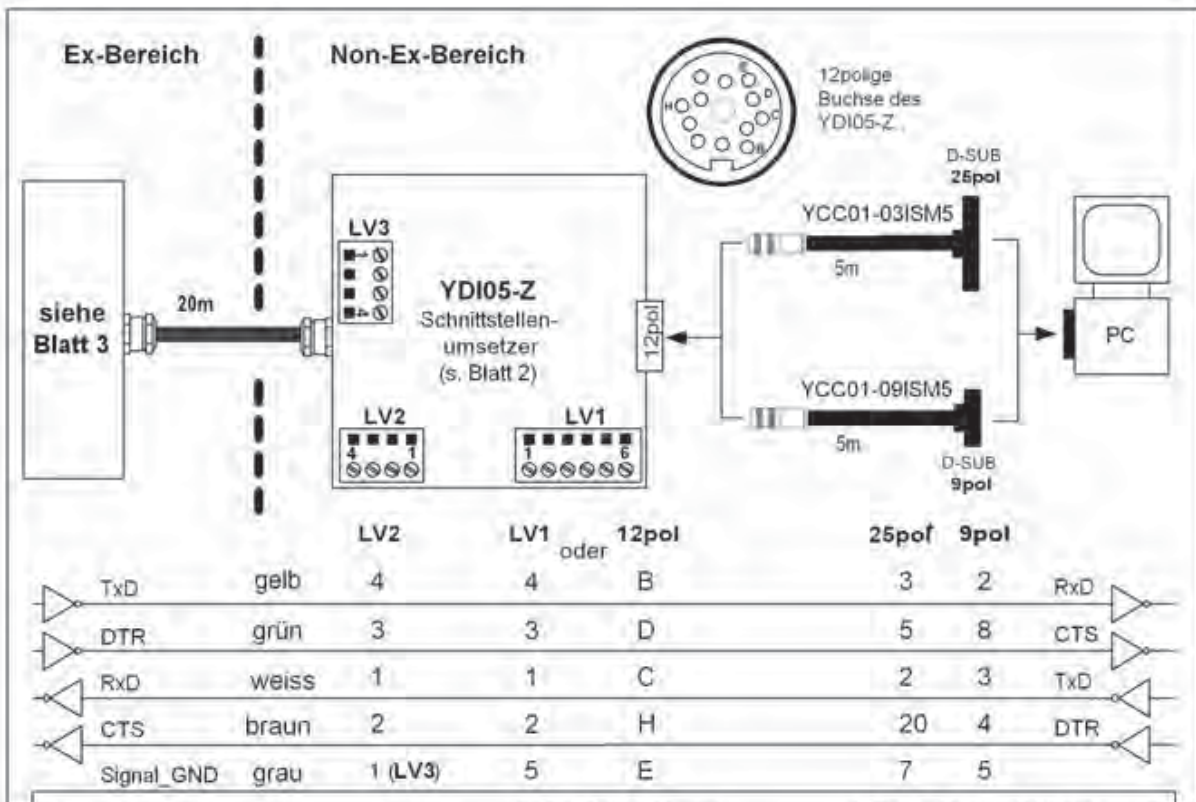 Ex-Bereich
Non-Ex-Bereich
12polige
Buchse des
YDI05-Z
E
D
C
B
H
D-SUB
25pol
YCC01-03ISM5
5m
LV3
1
4
YDI05-Z
Schnittstellen-
umsetzer
(s. Blatt 2)
12pol
siehe
Blatt 3
20m
PC
YCC01-09ISM5
5m
D-SUB
9pol
LV2
4 1
LV1
1 6
LV2 LV1 oder 12pol 25pol 9pol
TxD gelb 4 4 B 3 2 RxD
DTR grün 3 3 D 5 8 CTS
RxD weiss 1 1 C 2 3 TxD
CTS braun 2 2 H 20 4 DTR
Signal_GND grau 1 (LV3) 5 E 7 5